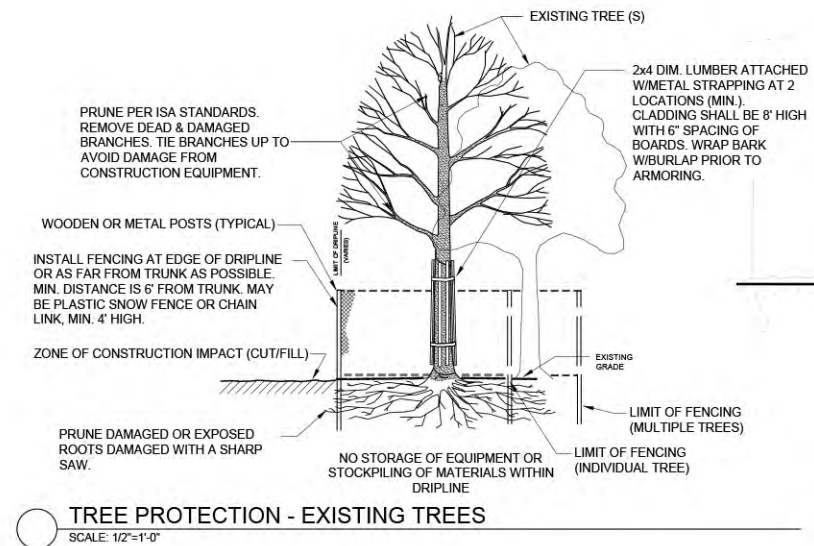 EXISTING TREE (S)
2x4 DIM. LUMBER ATTACHED
W/METAL STRAPPING AT 2
LOCATIONS (MIN.).
CLADDING SHALL BE 8' HIGH
WITH 6" SPACING OF
BOARDS. WRAP BARK
W/BURLAP PRIOR TO
ARMORING.
PRUNE PER ISA STANDARDS.
REMOVE DEAD & DAMAGED
BRANCHES. TIE BRANCHES UP TO
AVOID DAMAGE FROM
CONSTRUCTION EQUIPMENT.
WOODEN OR METAL POSTS (TYPICAL)
LIMIT OF DRIPLINE
(VARIES)
INSTALL FENCING AT EDGE OF DRIPLINE
OR AS FAR FROM TRUNK AS POSSIBLE.
MIN. DISTANCE IS 6' FROM TRUNK. MAY
BE PLASTIC SNOW FENCE OR CHAIN
LINK, MIN. 4' HIGH.
ZONE OF CONSTRUCTION IMPACT (CUT/FILL)
EXISTING
GRADE
PRUNE DAMAGED OR EXPOSED
ROOTS DAMAGED WITH A SHARP
SAW.
NO STORAGE OF EQUIPMENT OR
STOCKPILING OF MATERIALS WITHIN
DRIPLINE
LIMIT OF FENCING
(MULTIPLE TREES)
LIMIT OF FENCING
(INDIVIDUAL TREE)
TREE PROTECTION - EXISTING TREES
SCALE: 1/2"=1'-0"